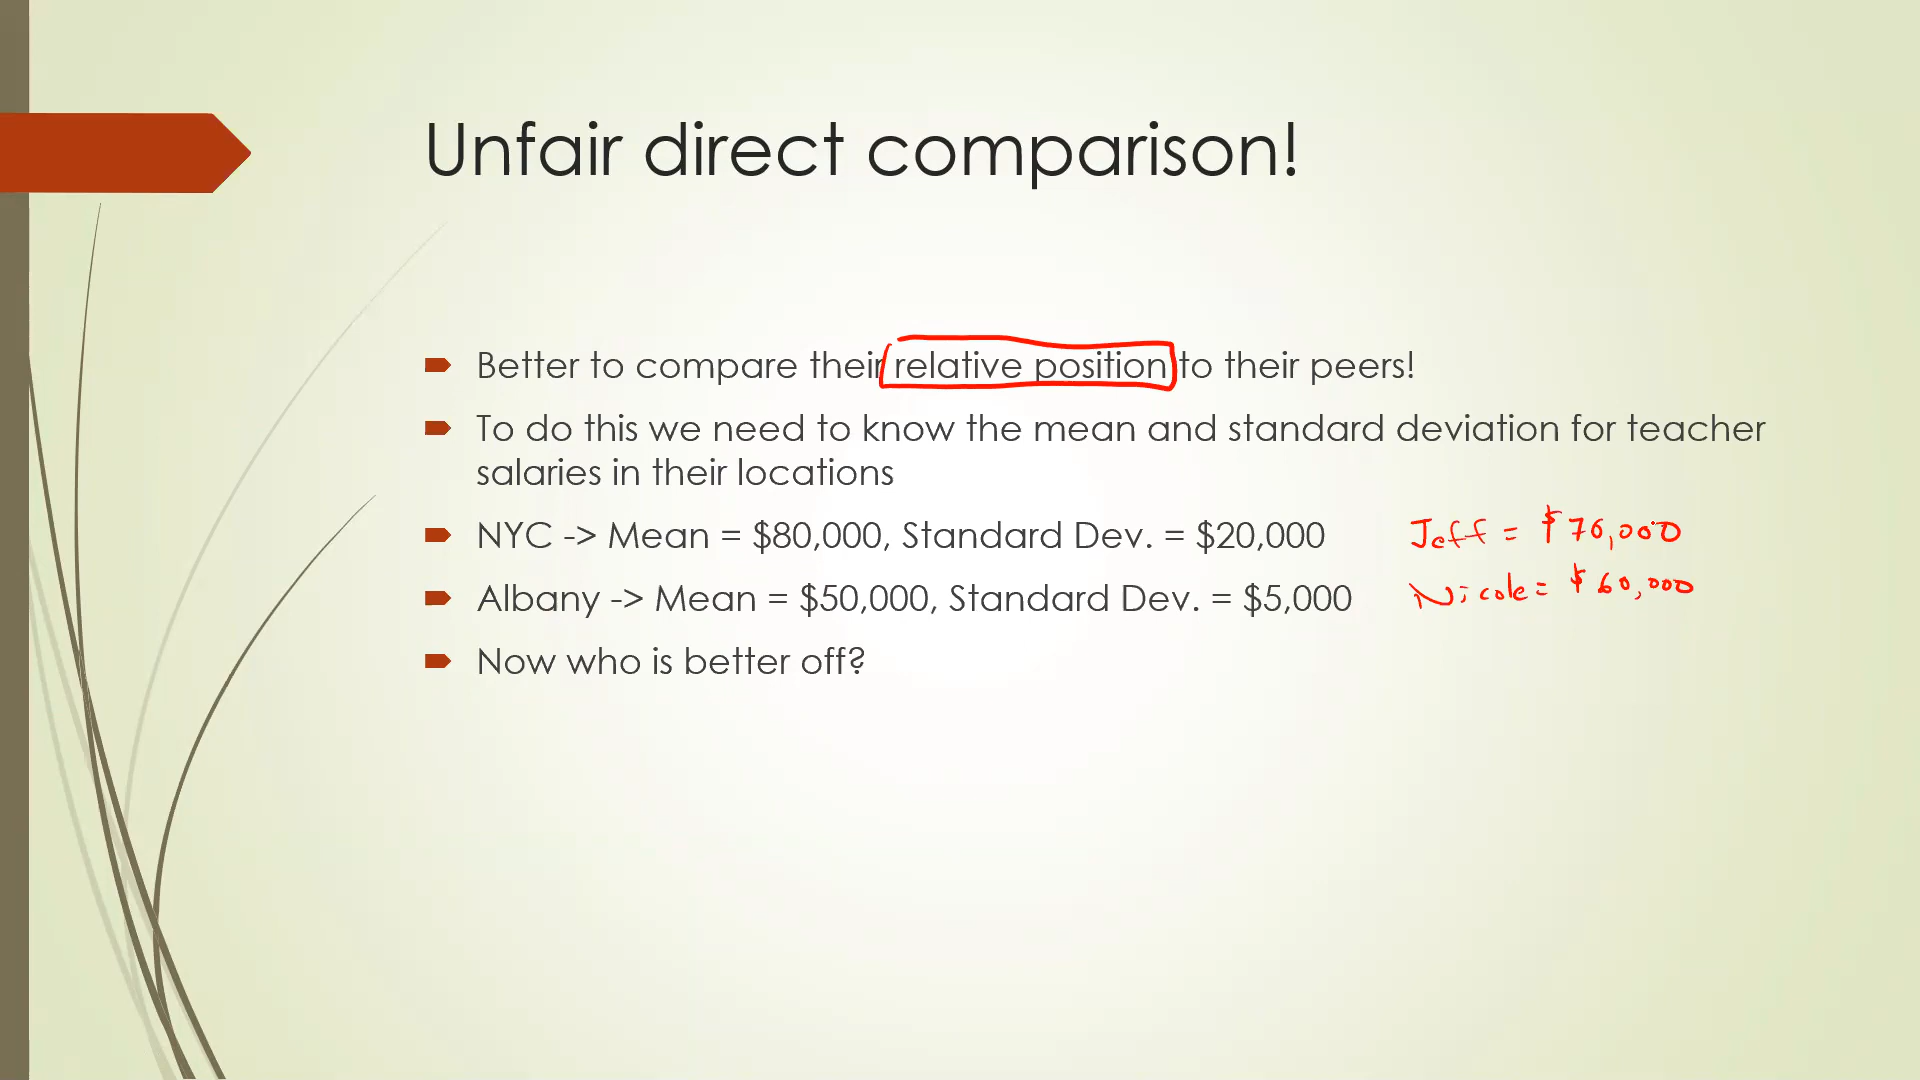 Unfair direct comparison!
Better to compare their relative position to their peers!
To do this we need to know the mean and standard deviation for teacher
salaries in their locations
NYC -> Mean = $80,000, Standard Dev. = $20,000
Jeff = $70,000
Albany -> Mean = $50,000, Standard Dev. = $5,000
Nicole = $60,000
Now who is better off?